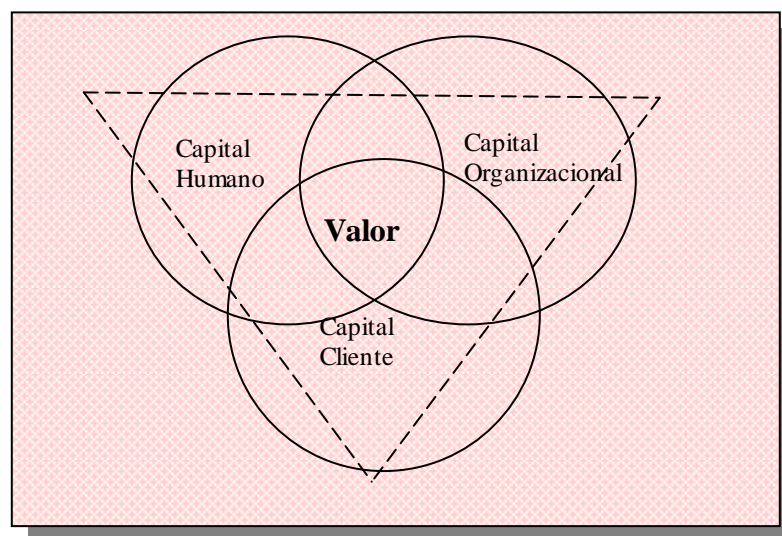 Capital
Humano
Capital
Organizacional
Valor
Capital
Cliente